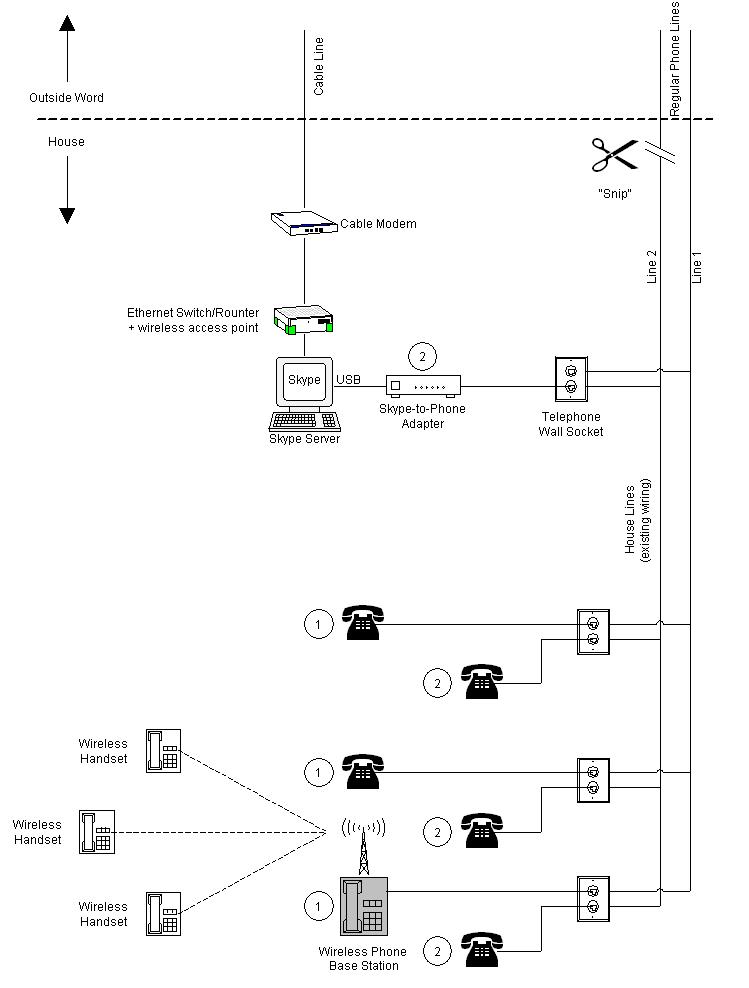 Outside Word
House
Cable Line
Regular Phone Lines
"Snip"
Cable Modem
Line 2
Line 1
Ethernet Switch/Rounter
+ wireless access point
2
Skype
USB
Skype Server
Skype-to-Phone
Adapter
Telephone
Wall Socket
House Lines
(existing wiring)
1
2
Wireless
Handset
1
Wireless
Handset
2
Wireless
Handset
1
2
Wireless Phone
Base Station